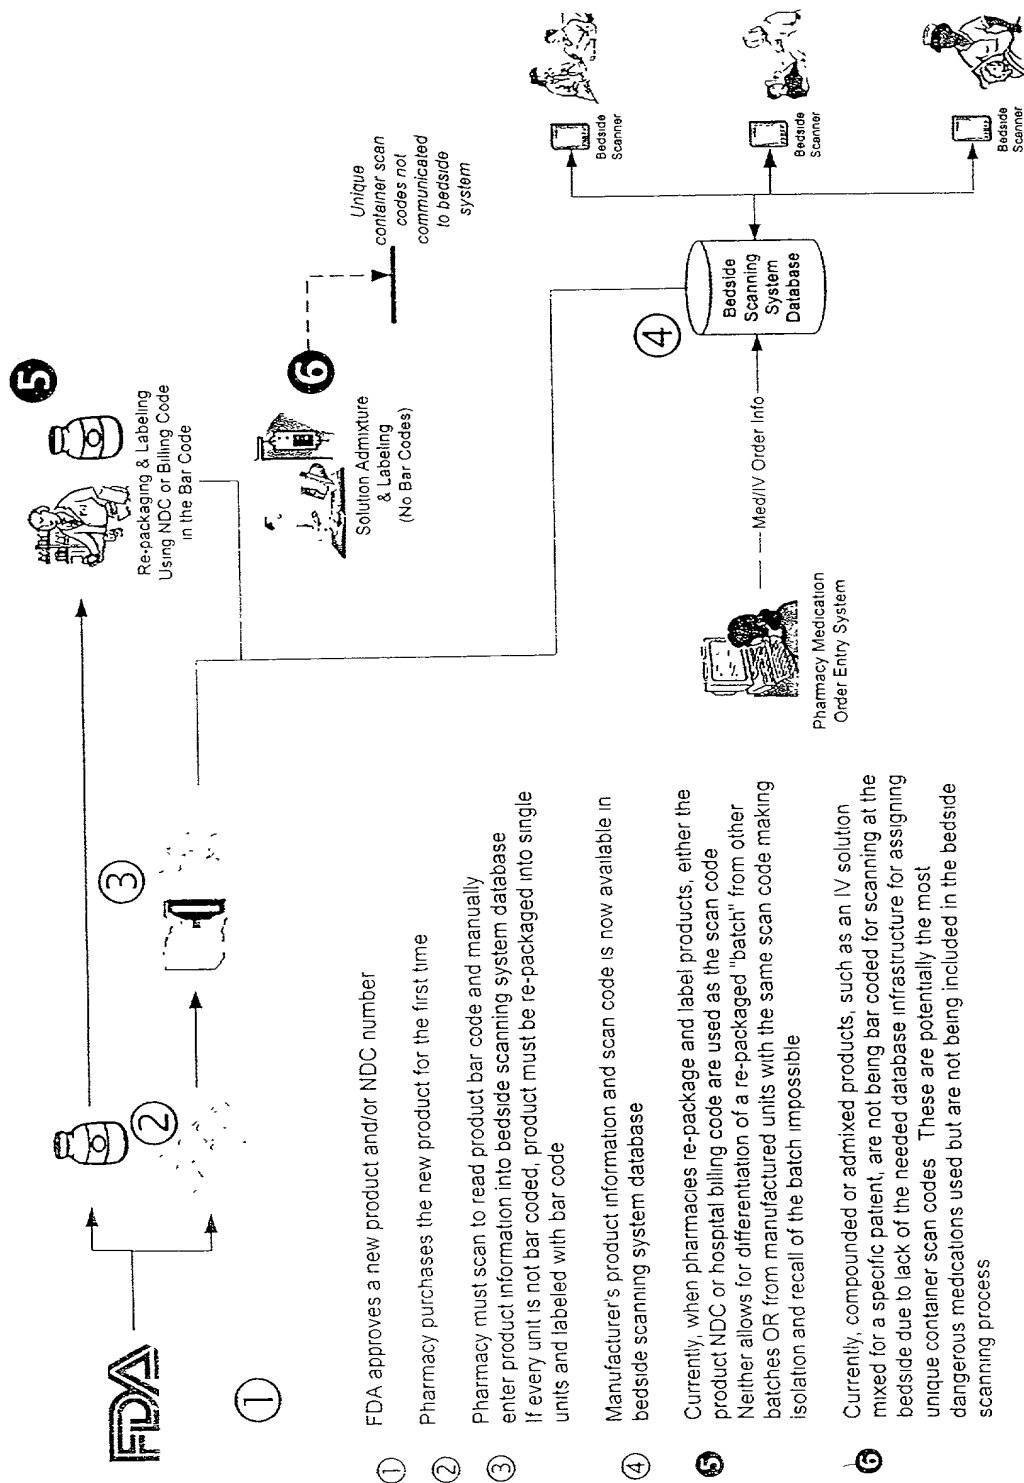 FDA
①
②
③
❺
Re-packaging & Labeling
Using NDC or Billing Code
in the Bar Code
❻
Solution Admixture
& Labeling
(No Bar Codes)
Unique
container scan
codes not
communicated
to bedside
system
④
Bedside
Scanning
System
Database
Med/IV Order Info
Pharmacy Medication
Order Entry System
Bedside
Scanner
Bedside
Scanner
Bedside
Scanner
① FDA approves a new product and/or NDC number
② Pharmacy purchases the new product for the first time
③ Pharmacy must scan to read product bar code and manually
enter product information into bedside scanning system database
If every unit is not bar coded, product must be re-packaged into single
units and labeled with bar code
④ Manufacturer's product information and scan code is now available in
bedside scanning system database
❺ Currently, when pharmacies re-package and label products, either the
product NDC or hospital billing code are used as the scan code
Neither allows for differentiation of a re-packaged "batch" from other
batches OR from manufactured units with the same scan code making
isolation and recall of the batch impossible
❻ Currently, compounded or admixed products, such as an IV solution
mixed for a specific patient, are not being bar coded for scanning at the
bedside due to lack of the needed database infrastructure for assigning
unique container scan codes These are potentially the most
dangerous medications used but are not being included in the bedside
scanning process